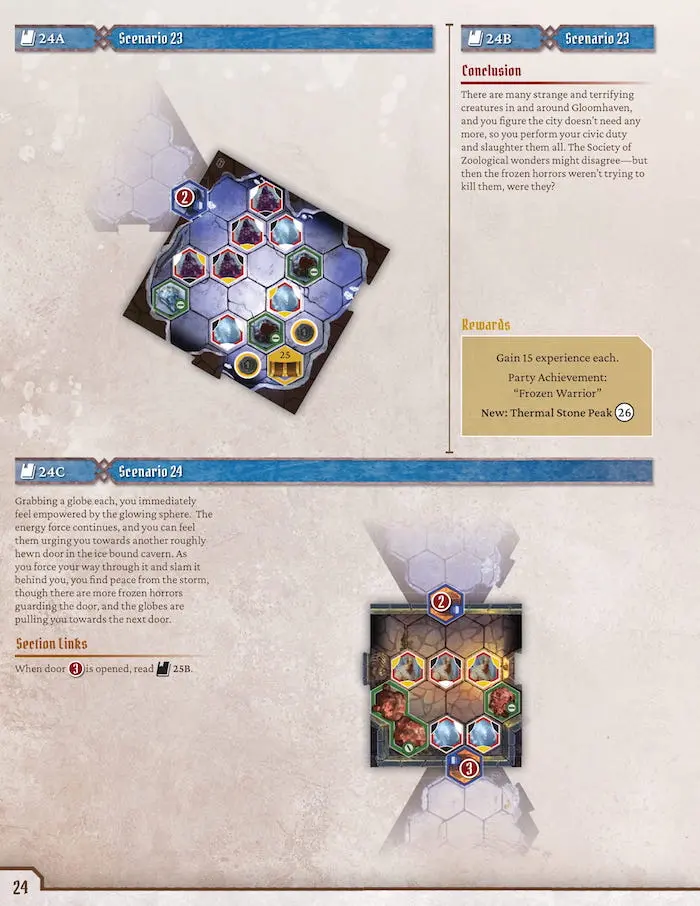 24A
Scenario 23
2
25
1
1
24B
Scenario 23
Conclusion
There are many strange and terrifying
creatures in and around Gloomhaven,
and you figure the city doesn't need any
more, so you perform your civic duty
and slaughter them all. The Society of
Zoological wonders might disagree—but
then the frozen horrors weren't trying to
kill them, were they?
Rewards
Gain 15 experience each.
Party Achievement:
“Frozen Warrior”
New: Thermal Stone Peak 26
24C
Scenario 24
Grabbing a globe each, you immediately
feel empowered by the glowing sphere. The
energy force continues, and you can feel
them urging you towards another roughly
hewn door in the ice bound cavern. As
you force your way through it and slam it
behind you, you find peace from the storm,
though there are more frozen horrors
guarding the door, and the globes are
pulling you towards the next door.
Section Links
When door 3 is opened, read 25B.
2
3
24